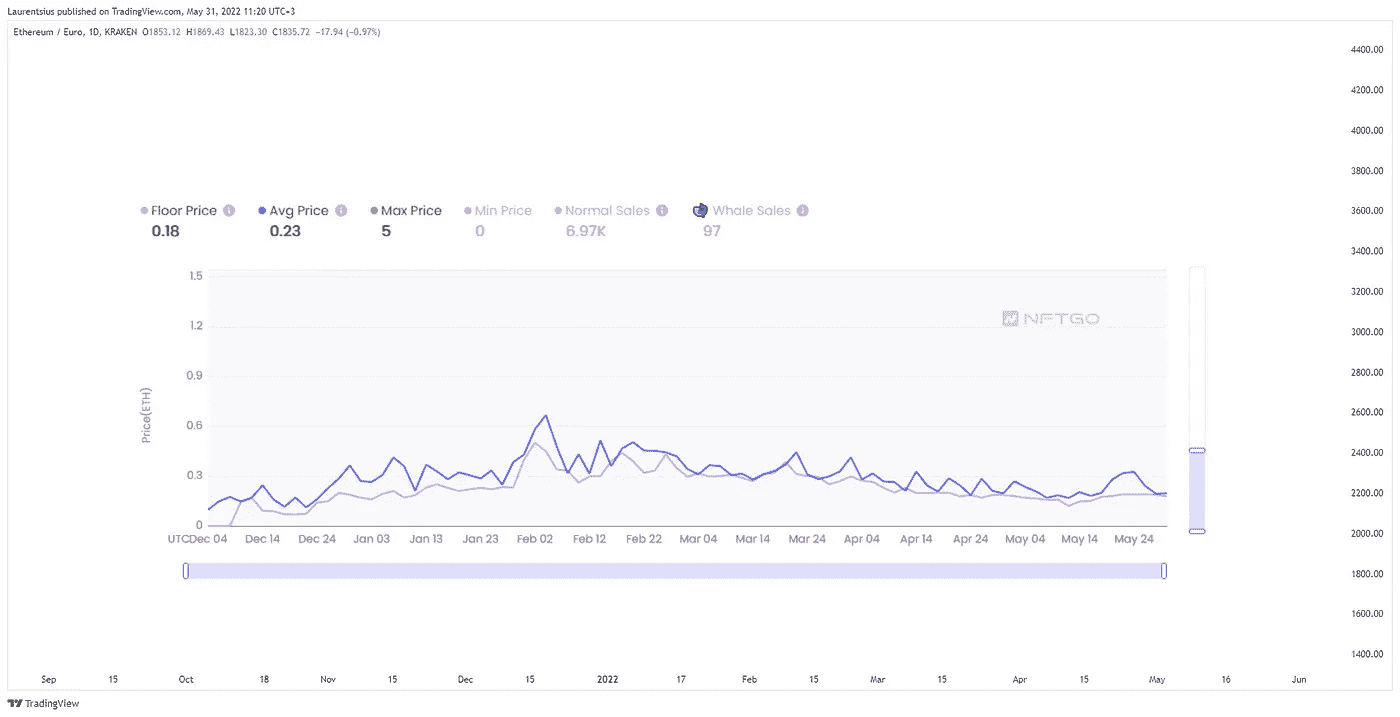 Laurentsius published on TradingView.com, May 31, 2022 11:20 UTC+3
Ethereum / Euro, 1D, KRAKEN O1853.12 H1869.43 L1823.30 C1835.72 −17.94 (−0.97%)
4400.00
4200.00
4000.00
3800.00
3600.00
3400.00
3200.00
3000.00
2800.00
2600.00
2400.00
2200.00
2000.00
1800.00
1600.00
1400.00
Floor Price Avg Price Max Price Min Price Normal Sales Whale Sales
0.18 0.23 5 0 6.97K 97
NFTGO
Price(ETH)
1.5
1.2
0.9
0.6
0.3
0
UTC Dec 04 Dec 14 Dec 24 Jan 03 Jan 13 Jan 23 Feb 02 Feb 12 Feb 22 Mar 04 Mar 14 Mar 24 Apr 04 Apr 14 Apr 24 May 04 May 14 May 24
Sep 15 Oct 18 Nov 15 Dec 15 2022 17 Feb 15 Mar 15 Apr 15 May 16 Jun
TradingView